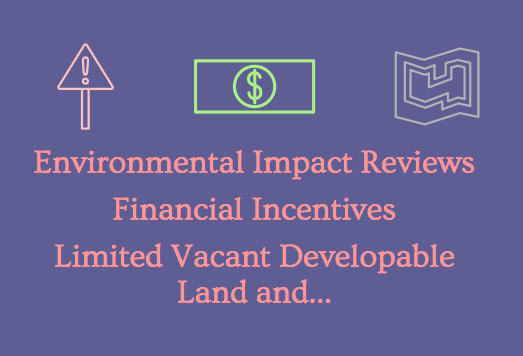 Environmental Impact Reviews
Financial Incentives
Limited Vacant Developable
Land and...